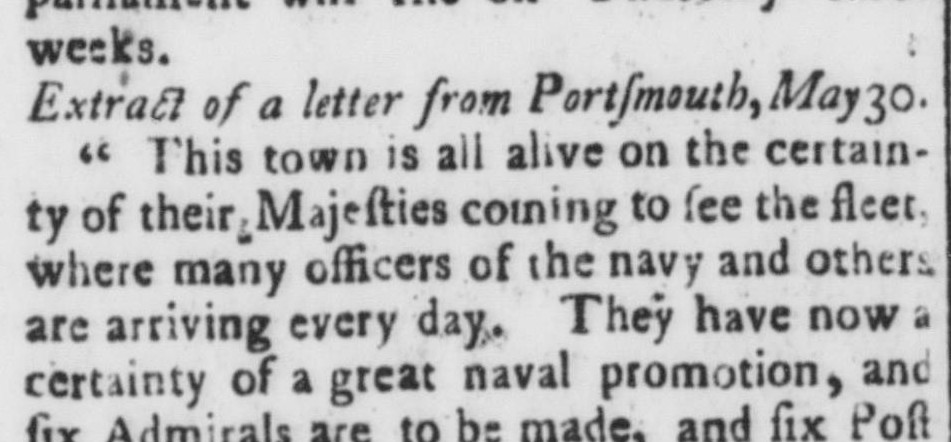 weeks.
Extract of a letter from Portſmouth, May 30.
“ This town is all alive on the certain-
ty of their Majeſties coming to ſee the fleet,
where many officers of the navy and others
are arriving every day. They have now a
certainty of a great naval promotion, and
ſix Admirals are to be made, and ſix Poſt